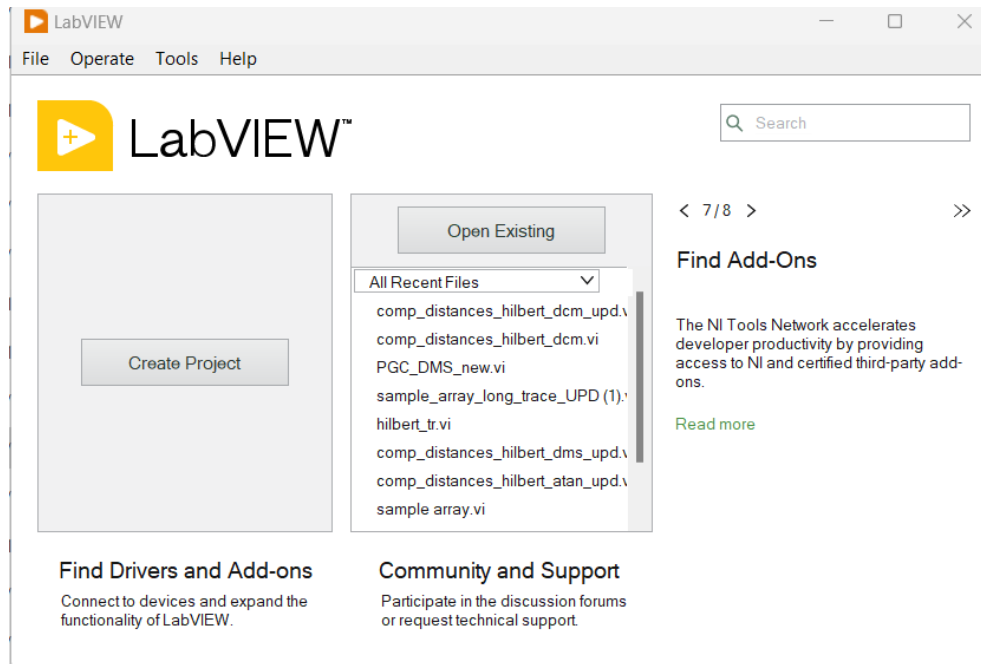 LabVIEW
File Operate Tools Help
LabVIEW™
Search
Create Project
Open Existing
All Recent Files
comp_distances_hilbert_dcm_upd.v
comp_distances_hilbert_dcm.vi
PGC_DMS_new.vi
sample_array_long_trace_UPD (1).v
hilbert_tr.vi
comp_distances_hilbert_dms_upd.v
comp_distances_hilbert_atan_upd.v
sample array.vi
7/8
Find Add-Ons
The NI Tools Network accelerates
developer productivity by providing
access to NI and certified third-party add-
ons.
Read more
Find Drivers and Add-ons
Connect to devices and expand the
functionality of LabVIEW.
Community and Support
Participate in the discussion forums
or request technical support.